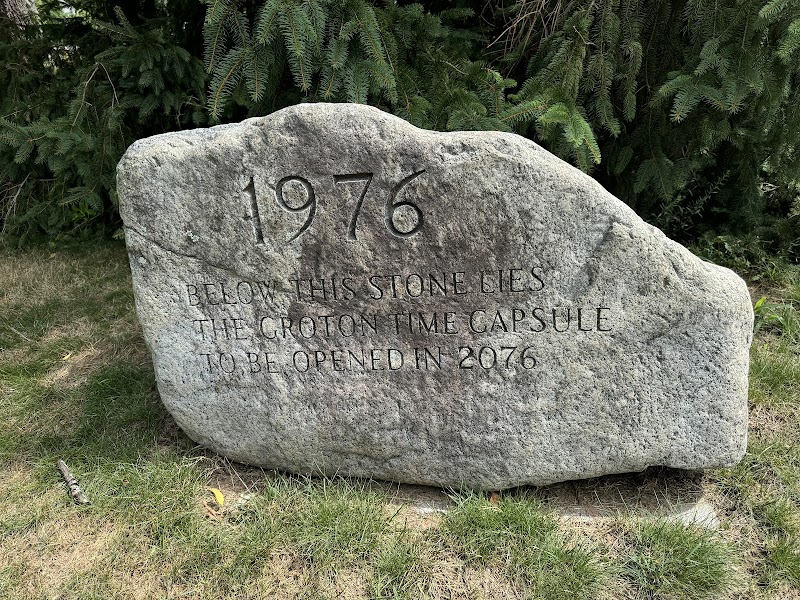 1976
BELOW THIS STONE LIES
THE GROTON TIME CAPSULE
TO BE OPENED IN 2076